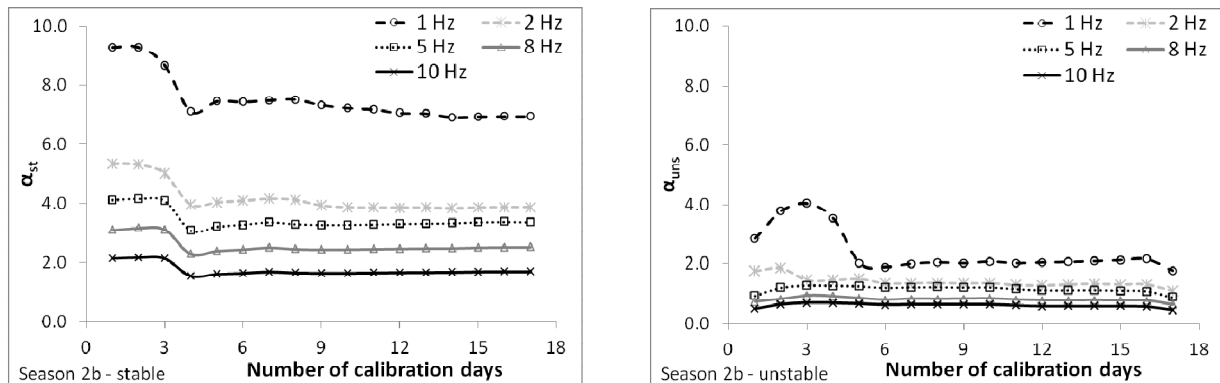 10.0
8.0
6.0
4.0
2.0
0.0
α_st
1 Hz
2 Hz
5 Hz
8 Hz
10 Hz
0
3
6
9
12
15
18
Season 2b - stable
Number of calibration days
10.0
8.0
6.0
4.0
2.0
0.0
α_uns
1 Hz
2 Hz
5 Hz
8 Hz
10 Hz
0
3
6
9
12
15
18
Season 2b - unstable
Number of calibration days